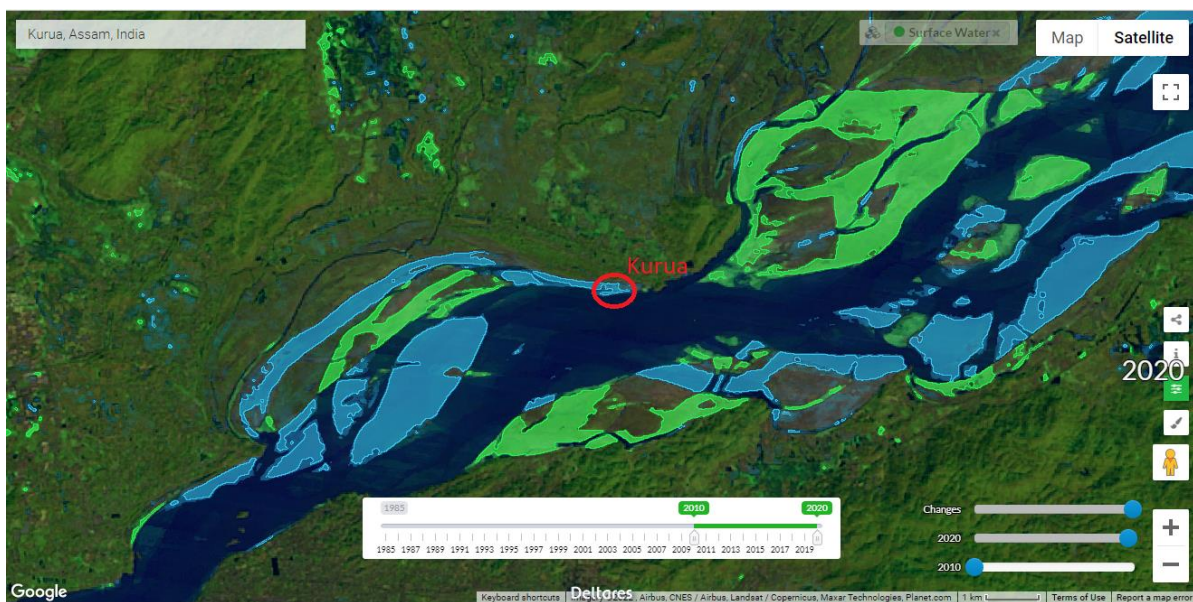 Kurua, Assam, India
Surface Water×
Map
Satellite
Kurua
2020
1985
2010
2020
1985 1987 1989 1991 1993 1995 1997 1999 2001 2003 2005 2007 2009 2011 2013 2015 2017 2019
Changes
2020
2010
Google
Deltares
Keyboard shortcuts
Airbus, CNES / Airbus, Landsat / Copernicus, Maxar Technologies, Planet.com
1 km
Terms of Use
Report a map error